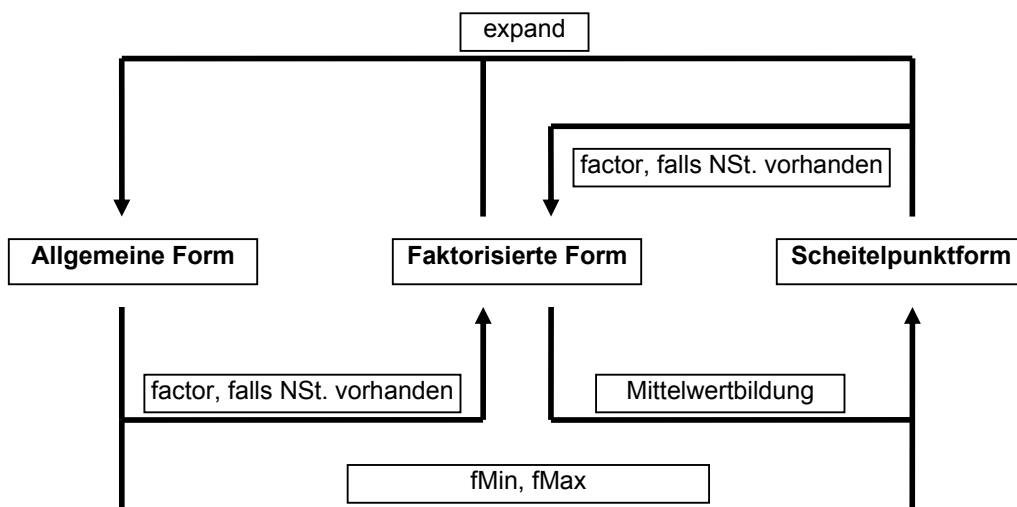 expand
factor, falls NSt. vorhanden
Allgemeine Form
Faktorisierte Form
Scheitelpunktform
factor, falls NSt. vorhanden
Mittelwertbildung
fMin, fMax